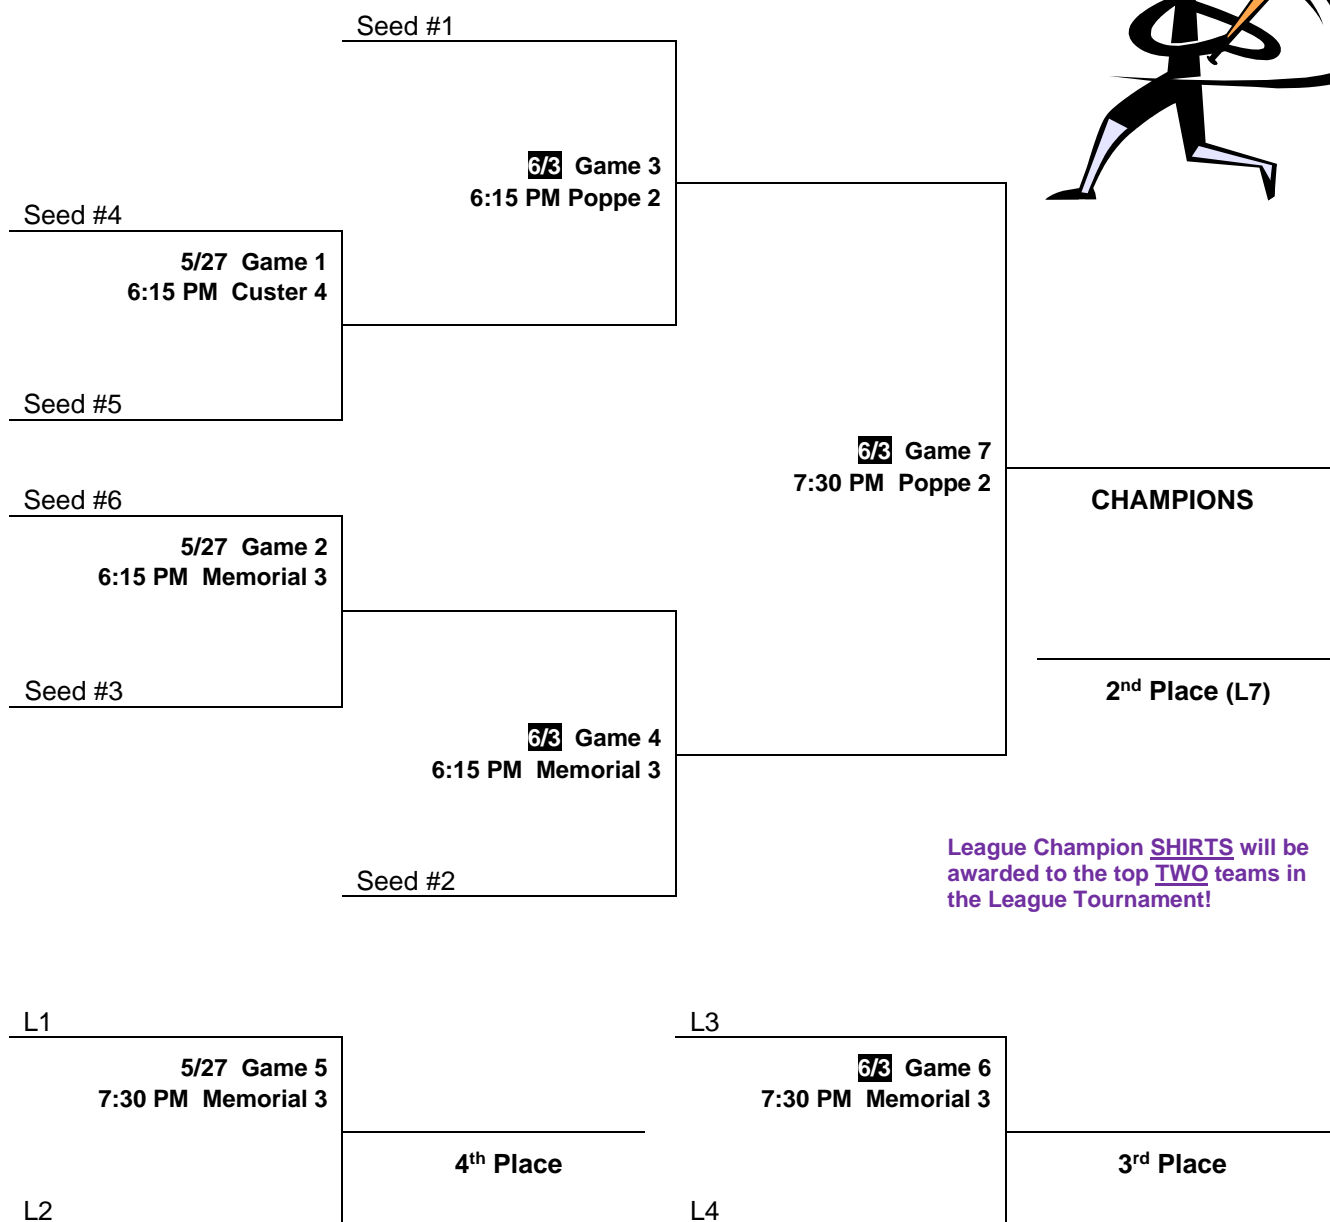 Seed #1
6/3 Game 3
6:15 PM Poppe 2
Seed #4
5/27 Game 1
6:15 PM Custer 4
Seed #5
6/3 Game 7
7:30 PM Poppe 2
CHAMPIONS
Seed #6
5/27 Game 2
6:15 PM Memorial 3
Seed #3
2nd Place (L7)
6/3 Game 4
6:15 PM Memorial 3
Seed #2
League Champion SHIRTS will be
awarded to the top TWO teams in
the League Tournament!
L1
5/27 Game 5
7:30 PM Memorial 3
4th Place
L2
L3
6/3 Game 6
7:30 PM Memorial 3
3rd Place
L4